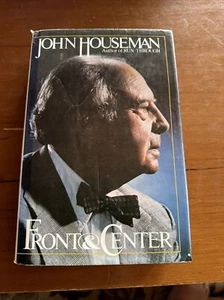 JOHN HOUSEMAN
Author of RUN THROUGH
FRONT & CENTER